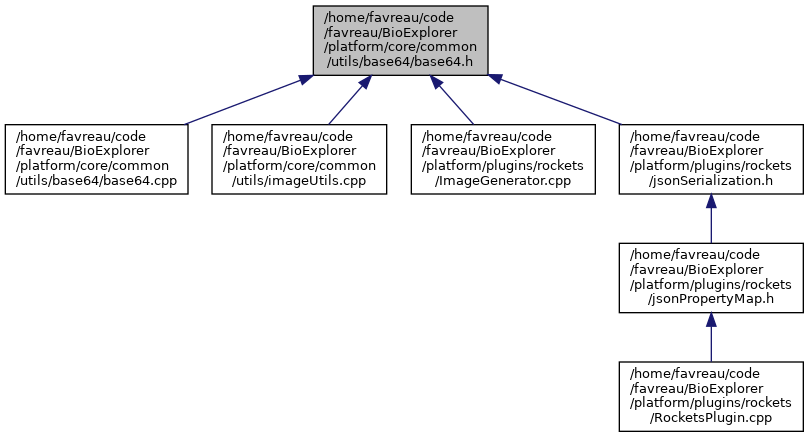 /home/favreau/code
/favreau/BioExplorer
/platform/core/common
/utils/base64/base64.h
/home/favreau/code
/favreau/BioExplorer
/platform/core/common
utils/base64/base64.cpp
/home/favreau/code
/favreau/BioExplorer
/platform/core/common
/utils/imageUtils.cpp
/home/favreau/code
/favreau/BioExplorer
/platform/plugins/rockets
/ImageGenerator.cpp
/home/favreau/code
/favreau/BioExplorer
/platform/plugins/rockets
/jsonSerialization.h
/home/favreau/code
/favreau/BioExplorer
/platform/plugins/rockets
/jsonPropertyMap.h
/home/favreau/code
/favreau/BioExplorer
/platform/plugins/rockets
/RocketsPlugin.cpp